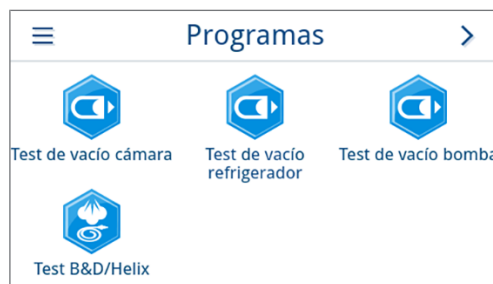 Programas
Test de vacío cámara
Test de vacío
refrigerador
Test de vacío bomba
Test B&D/Helix